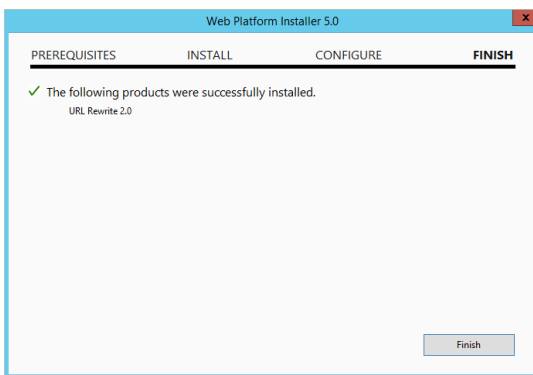 Web Platform Installer 5.0
x
PREREQUISITES INSTALL CONFIGURE FINISH
✓ The following products were successfully installed.
URL Rewrite 2.0
Finish